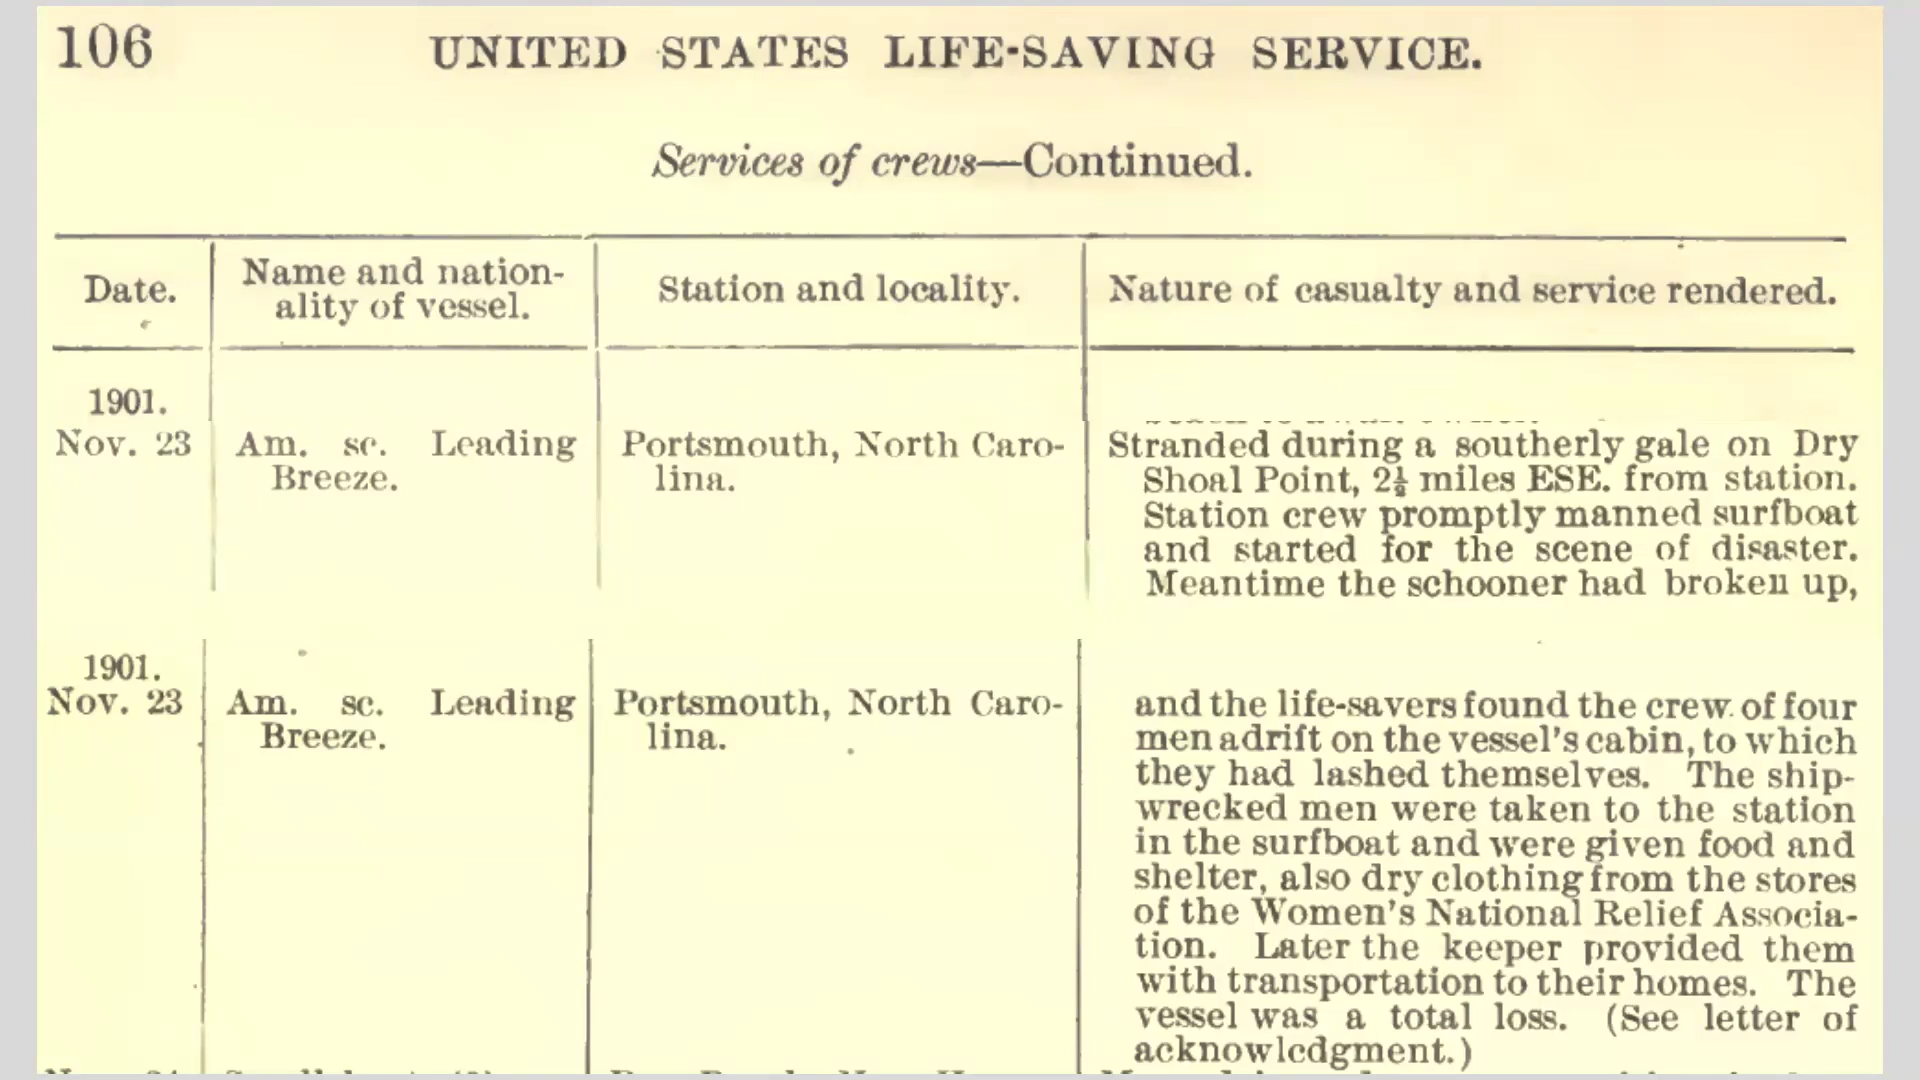 106 UNITED STATES LIFE-SAVING SERVICE.
Services of crews—Continued.
Date.
Name and nation-
ality of vessel.
Station and locality.
Nature of casualty and service rendered.
1901.
Nov. 23
Am. sc. Leading
Breeze.
Portsmouth, North Caro-
lina.
Stranded during a southerly gale on Dry
Shoal Point, 2½ miles ESE. from station.
Station crew promptly manned surfboat
and started for the scene of disaster.
Meantime the schooner had broken up,
1901.
Nov. 23
Am. sc. Leading
Breeze.
Portsmouth, North Caro-
lina.
and the life-savers found the crew of four
men adrift on the vessel's cabin, to which
they had lashed themselves. The ship-
wrecked men were taken to the station
in the surfboat and were given food and
shelter, also dry clothing from the stores
of the Women's National Relief Associa-
tion. Later the keeper provided them
with transportation to their homes. The
vessel was a total loss. (See letter of
acknowledgment.)